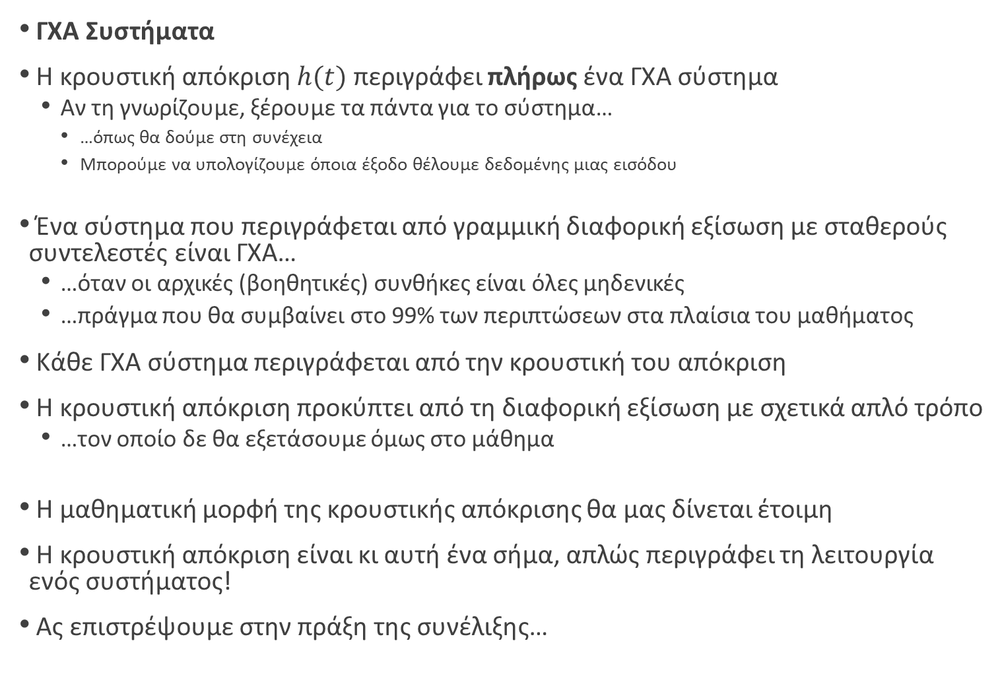 • ΓΧΑ Συστήματα
• Η κρουστική απόκριση h(t) περιγράφει πλήρως ένα ΓΧΑ σύστημα
• Αν τη γνωρίζουμε, ξέρουμε τα πάντα για το σύστημα…
• …όπως θα δούμε στη συνέχεια
• Μπορούμε να υπολογίζουμε όποια έξοδο θέλουμε δεδομένης μιας εισόδου
• Ένα σύστημα που περιγράφεται από γραμμική διαφορική εξίσωση με σταθερούς
συντελεστές είναι ΓΧΑ…
• …όταν οι αρχικές (βοηθητικές) συνθήκες είναι όλες μηδενικές
• …πράγμα που θα συμβαίνει στο 99% των περιπτώσεων στα πλαίσια του μαθήματος
• Κάθε ΓΧΑ σύστημα περιγράφεται από την κρουστική του απόκριση
• Η κρουστική απόκριση προκύπτει από τη διαφορική εξίσωση με σχετικά απλό τρόπο
• …τον οποίο δε θα εξετάσουμε όμως στο μάθημα
• Η μαθηματική μορφή της κρουστικής απόκρισης θα μας δίνεται έτοιμη
• Η κρουστική απόκριση είναι κι αυτή ένα σήμα, απλώς περιγράφει τη λειτουργία
ενός συστήματος!
• Ας επιστρέψουμε στην πράξη της συνέλιξης…